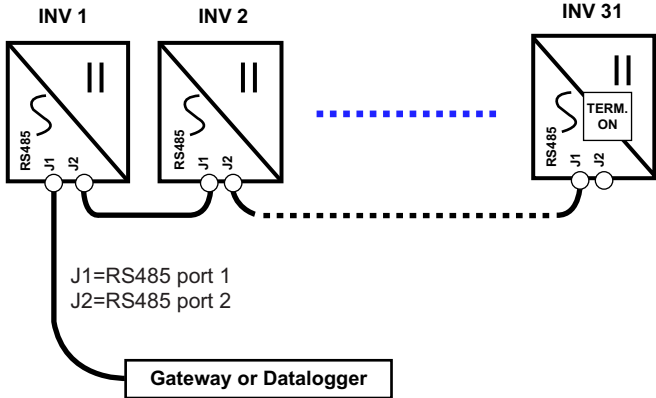 INV 1
INV 2
INV 31
RS485
J1
J2
RS485
J1
J2
RS485
J1
J2
TERM.
ON
J1=RS485 port 1
J2=RS485 port 2
Gateway or Datalogger